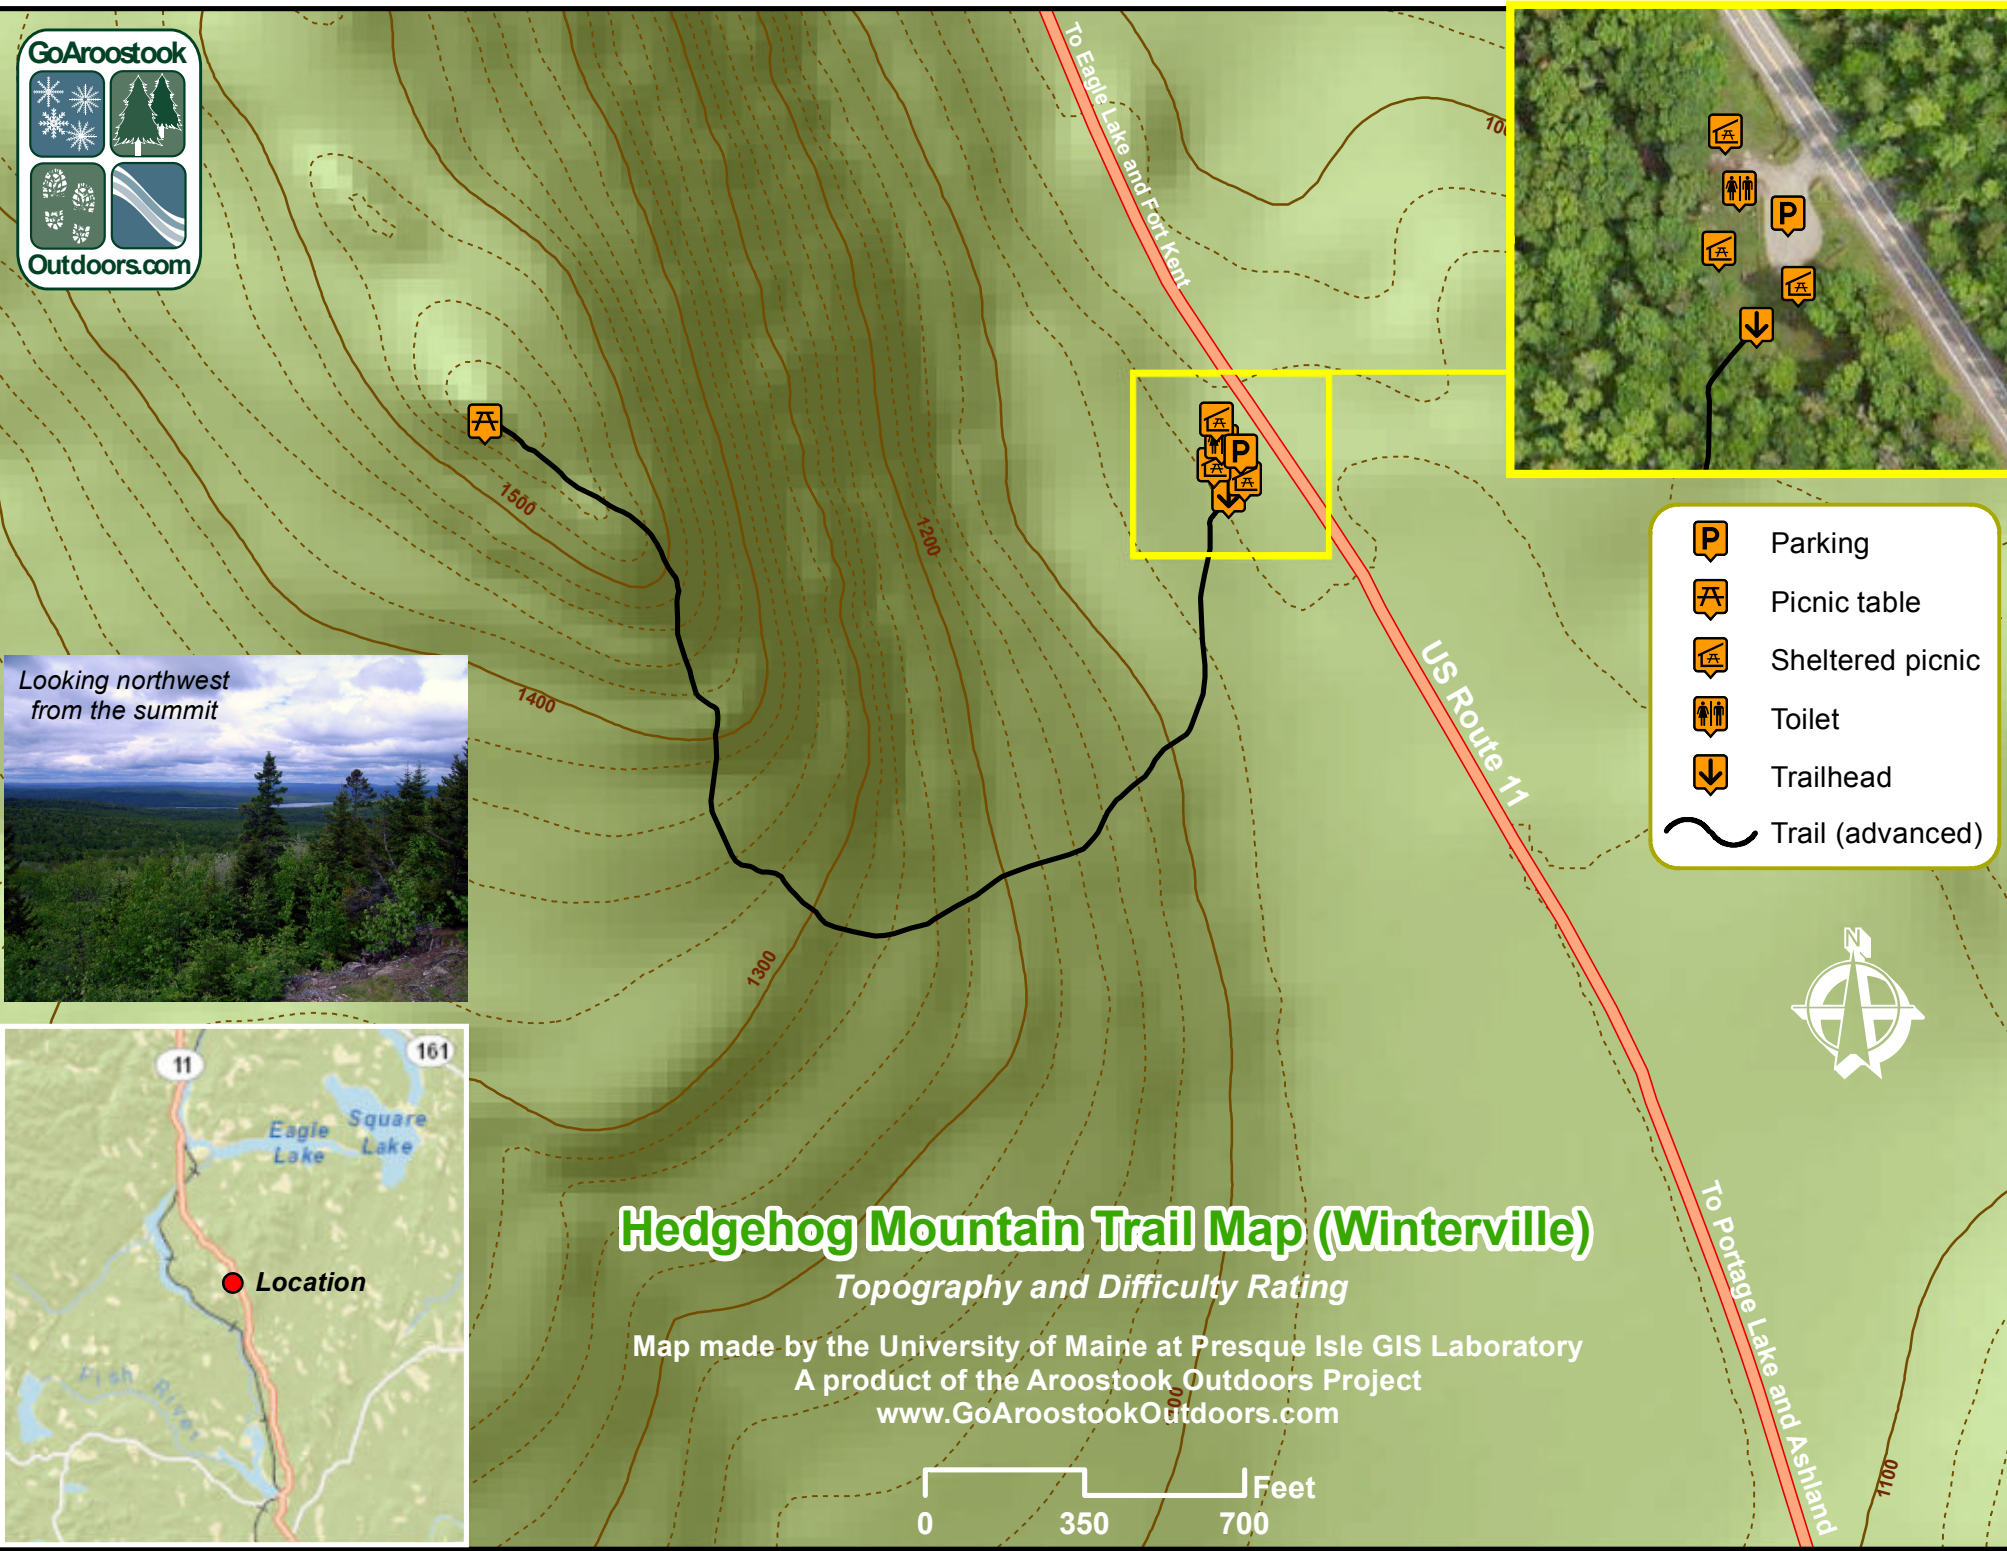 GoAroostook
Outdoors.com
To Eagle Lake and Fort Kent
P
P
1500
1200
1400
1300
US Route 11
P Parking
Picnic table
Sheltered picnic
Toilet
Trailhead
Trail (advanced)
Looking northwest
from the summit
N
11
161
Eagle
Lake
Square
Lake
Location
Fish River
Hedgehog Mountain Trail Map (Winterville)
Topography and Difficulty Rating
Map made by the University of Maine at Presque Isle GIS Laboratory
A product of the Aroostook Outdoors Project
www.GoAroostookOutdoors.com
Feet
0 350 700
To Portage Lake and Ashland
1100